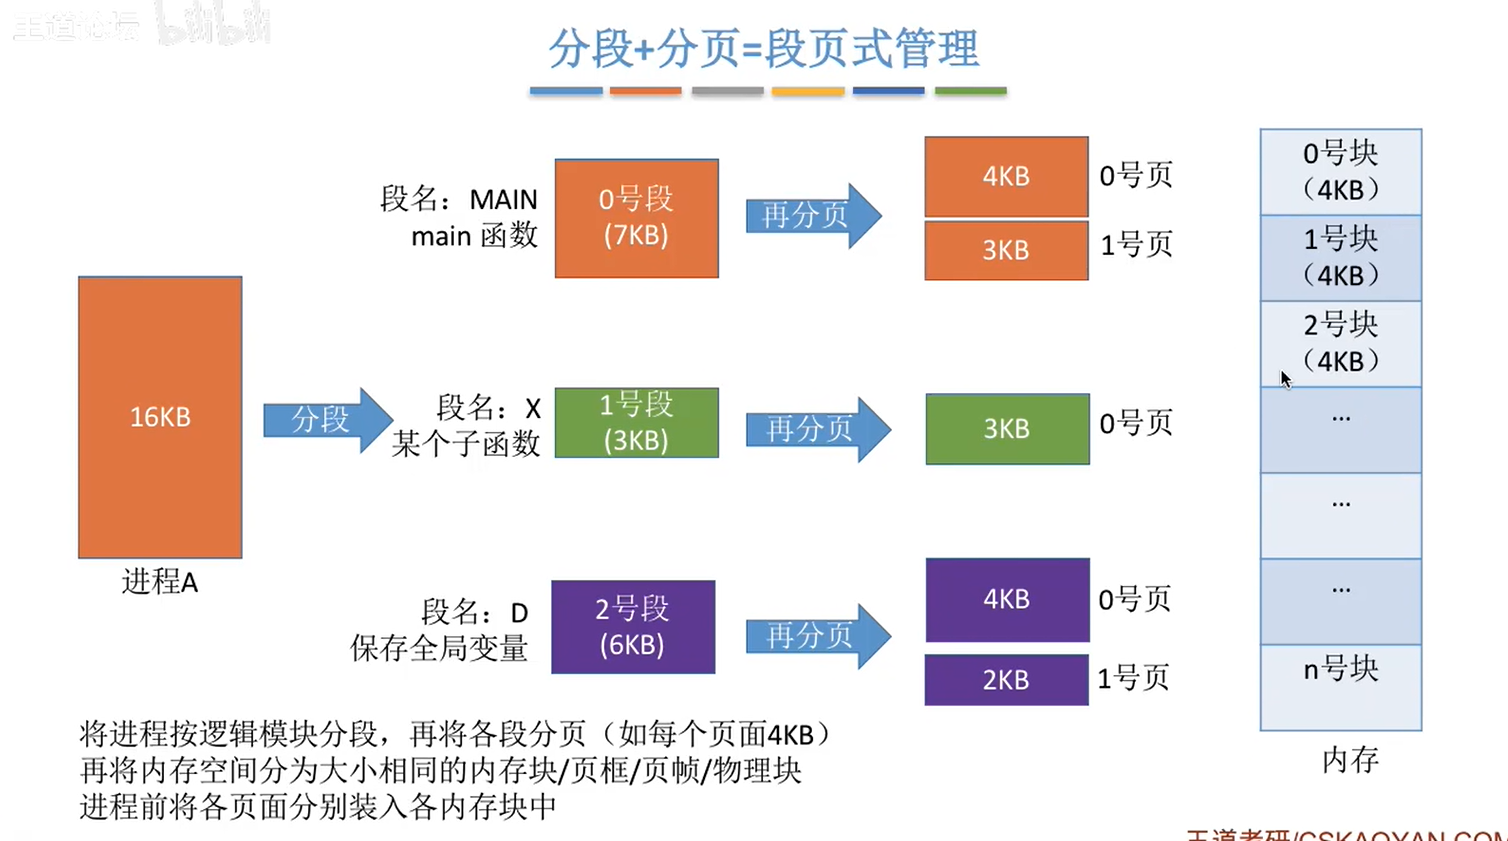 王道论坛 bilibili
分段+分页=段页式管理
段名：MAIN
main 函数
0号段
(7KB)
再分页
4KB
0号页
3KB
1号页
16KB
进程A
分段
段名：X
某个子函数
1号段
(3KB)
再分页
3KB
0号页
段名：D
保存全局变量
2号段
(6KB)
再分页
4KB
0号页
2KB
1号页
0号块
（4KB）
1号块
（4KB）
2号块
（4KB）
...
...
...
n号块
内存
将进程按逻辑模块分段，再将各段分页（如每个页面4KB）
再将内存空间分为大小相同的内存块/页框/页帧/物理块
进程前将各页面分别装入各内存块中
王道考研/CSKAOYAN.COM